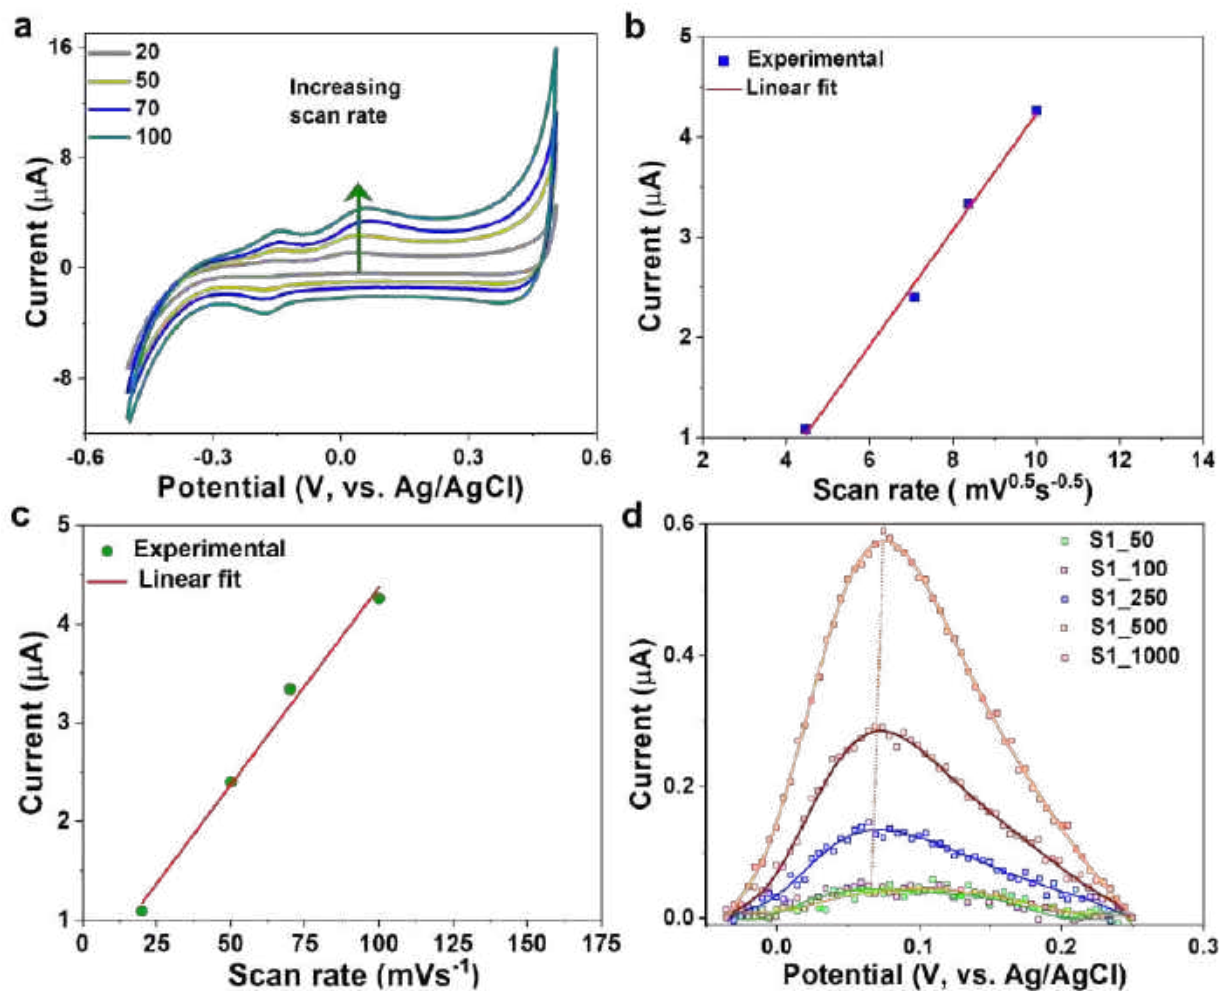 a
16
8
0
-8
-0.6
-0.3
0.0
0.3
0.6
Current (μA)
Potential (V, vs. Ag/AgCl)
20
50
70
100
Increasing
scan rate
b
5
4
3
2
1
2
4
6
8
10
12
14
Current (μA)
Scan rate ( mV⁰·⁵s⁻⁰·⁵)
Experimental
Linear fit
c
5
4
3
2
1
0
25
50
75
100
125
150
175
Current (μA)
Scan rate (mVs⁻¹)
Experimental
Linear fit
d
0.6
0.4
0.2
0.0
0.0
0.1
0.2
0.3
Current (μA)
Potential (V, vs. Ag/AgCl)
S1_50
S1_100
S1_250
S1_500
S1_1000